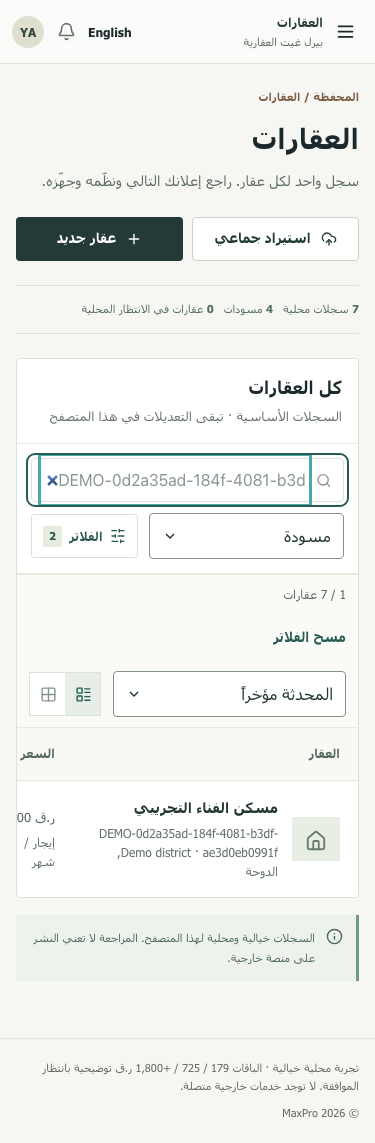 العقارات
بيرل غيت العقارية
English
YA
المحفظة / العقارات
العقارات
سجل واحد لكل عقار. راجع إعلانك التالي ونظّمه وجهّزه.
استيراد جماعي
عقار جديد
7 سجلات محلية 4 مسودات 0 عقارات في الانتظار المحلية
كل العقارات
السجلات الأساسية · تبقى التعديلات في هذا المتصفح
DEMO-0d2a35ad-184f-4081-b3d
مسودة
الفلاتر 2
1 / 7 عقارات
مسح الفلاتر
المحدثة مؤخراً
العقار
السعر
مسكن الفناء التجريبي
DEMO-0d2a35ad-184f-4081-b3df-
ae3d0eb0991f · Demo district,
الدوحة
ر.ق 00
إيجار /
شهر
السجلات خيالية ومحلية لهذا المتصفح. المراجعة لا تعني النشر
على منصة خارجية.
تجربة محلية خيالية · الباقات 179 / 725 / +1,800 ر.ق توضيحية بانتظار
الموافقة. لا توجد خدمات خارجية متصلة.
© 2026 MaxPro